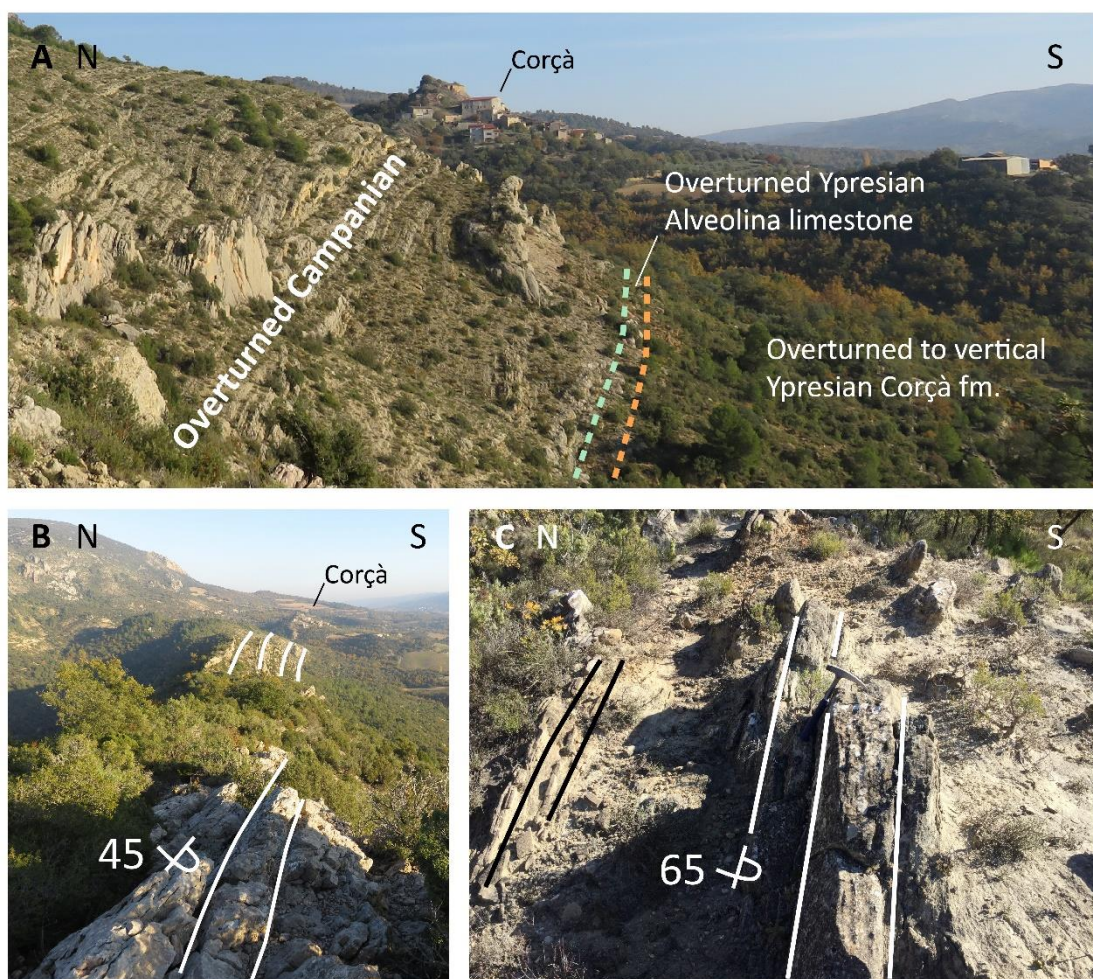 A N
Corçà
S
Overturned Campanian
Overturned Ypresian
Alveolina limestone
Overturned to vertical
Ypresian Corçà fm.
B N
S
Corçà
45
C N
S
65